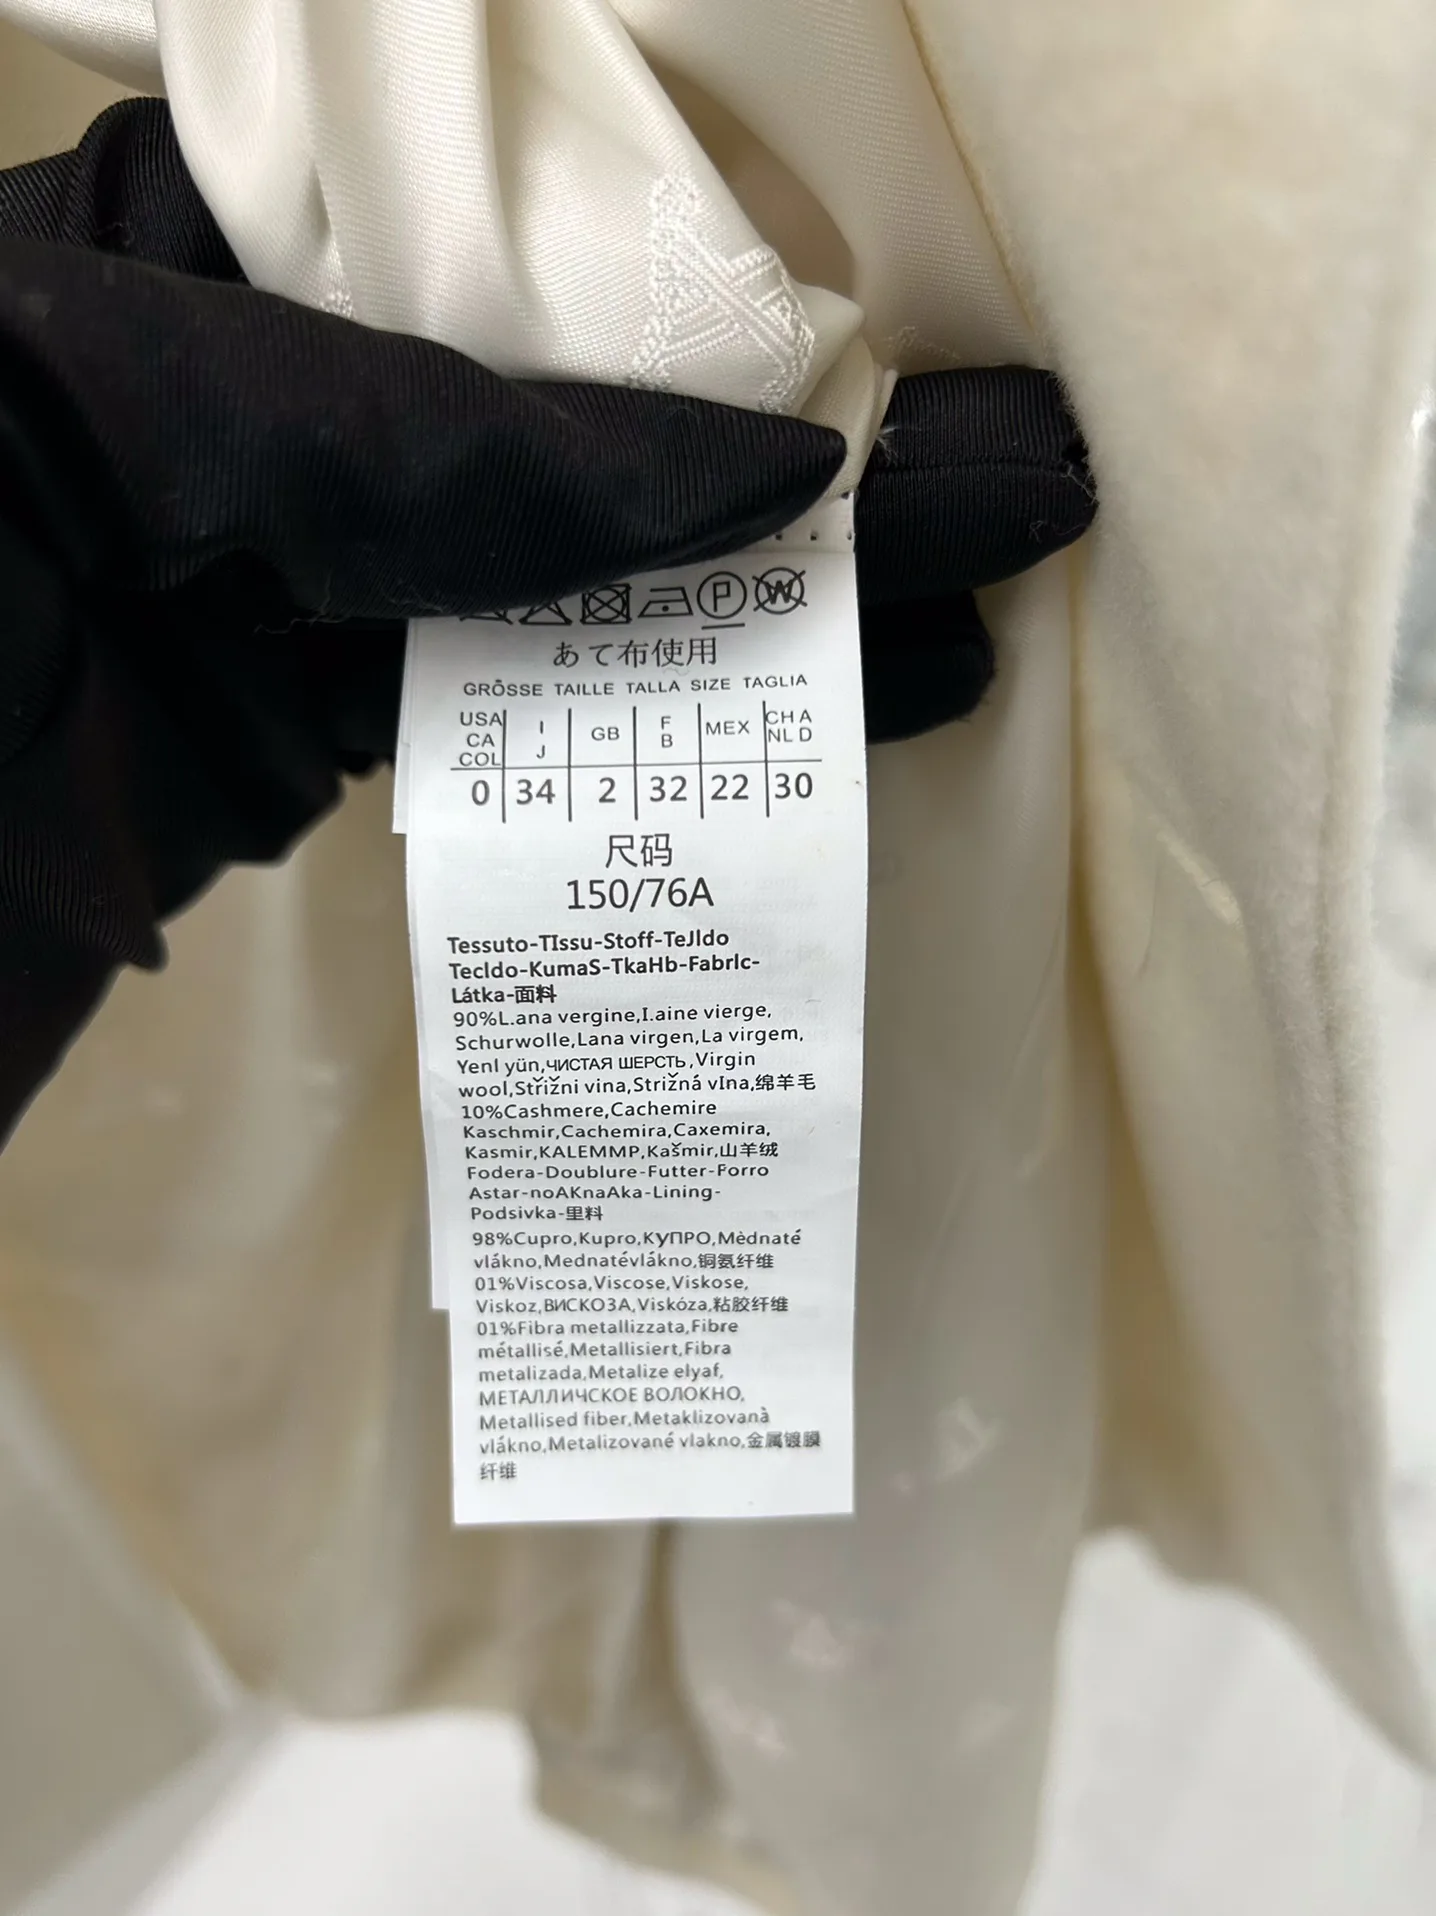 P W
あて布使用
GRÖSSE TAILLE TALLA SIZE TAGLIA
USA CA COL I J GB F B MEX CH A NL D
0 34 2 32 22 30
尺码
150/76A
Tessuto-TIssu-Stoff-TeJldo
Tecldo-KumaS-TkaHb-Fabrlc-
Látka-面料
90%L.ana vergine,I.aine vierge,
Schurwolle,Lana virgen,La virgem,
Yenl yün,ЧИСТАЯ ШЕРСТЬ,Virgin
wool,Střižni vina,Strižná vIna,绵羊毛
10%Cashmere,Cachemire
Kaschmir,Cachemira,Caxemira,
Kasmir,KALEMMP,Kašmir,山羊绒
Fodera-Doublure-Futter-Forro
Astar-noAKnaAka-Lining-
Podsivka-里料
98%Cupro,Kupro,KУПРО,Mèdnaté
vlákno,Mednatévlákno,铜氨纤维
01%Viscosa,Viscose,Viskose,
Viskoz,ВИСКОЗА,Viskóza,粘胶纤维
01%Fibra metallizzata,Fibre
métallisé,Metallisiert,Fibra
metalizada,Metalize elyaf,
МЕТАЛЛИЧСКОЕ ВОЛОКНО,
Metallised fiber,Metaklizovanà
vlákno,Metalizované vlakno,金属镀膜
纤维